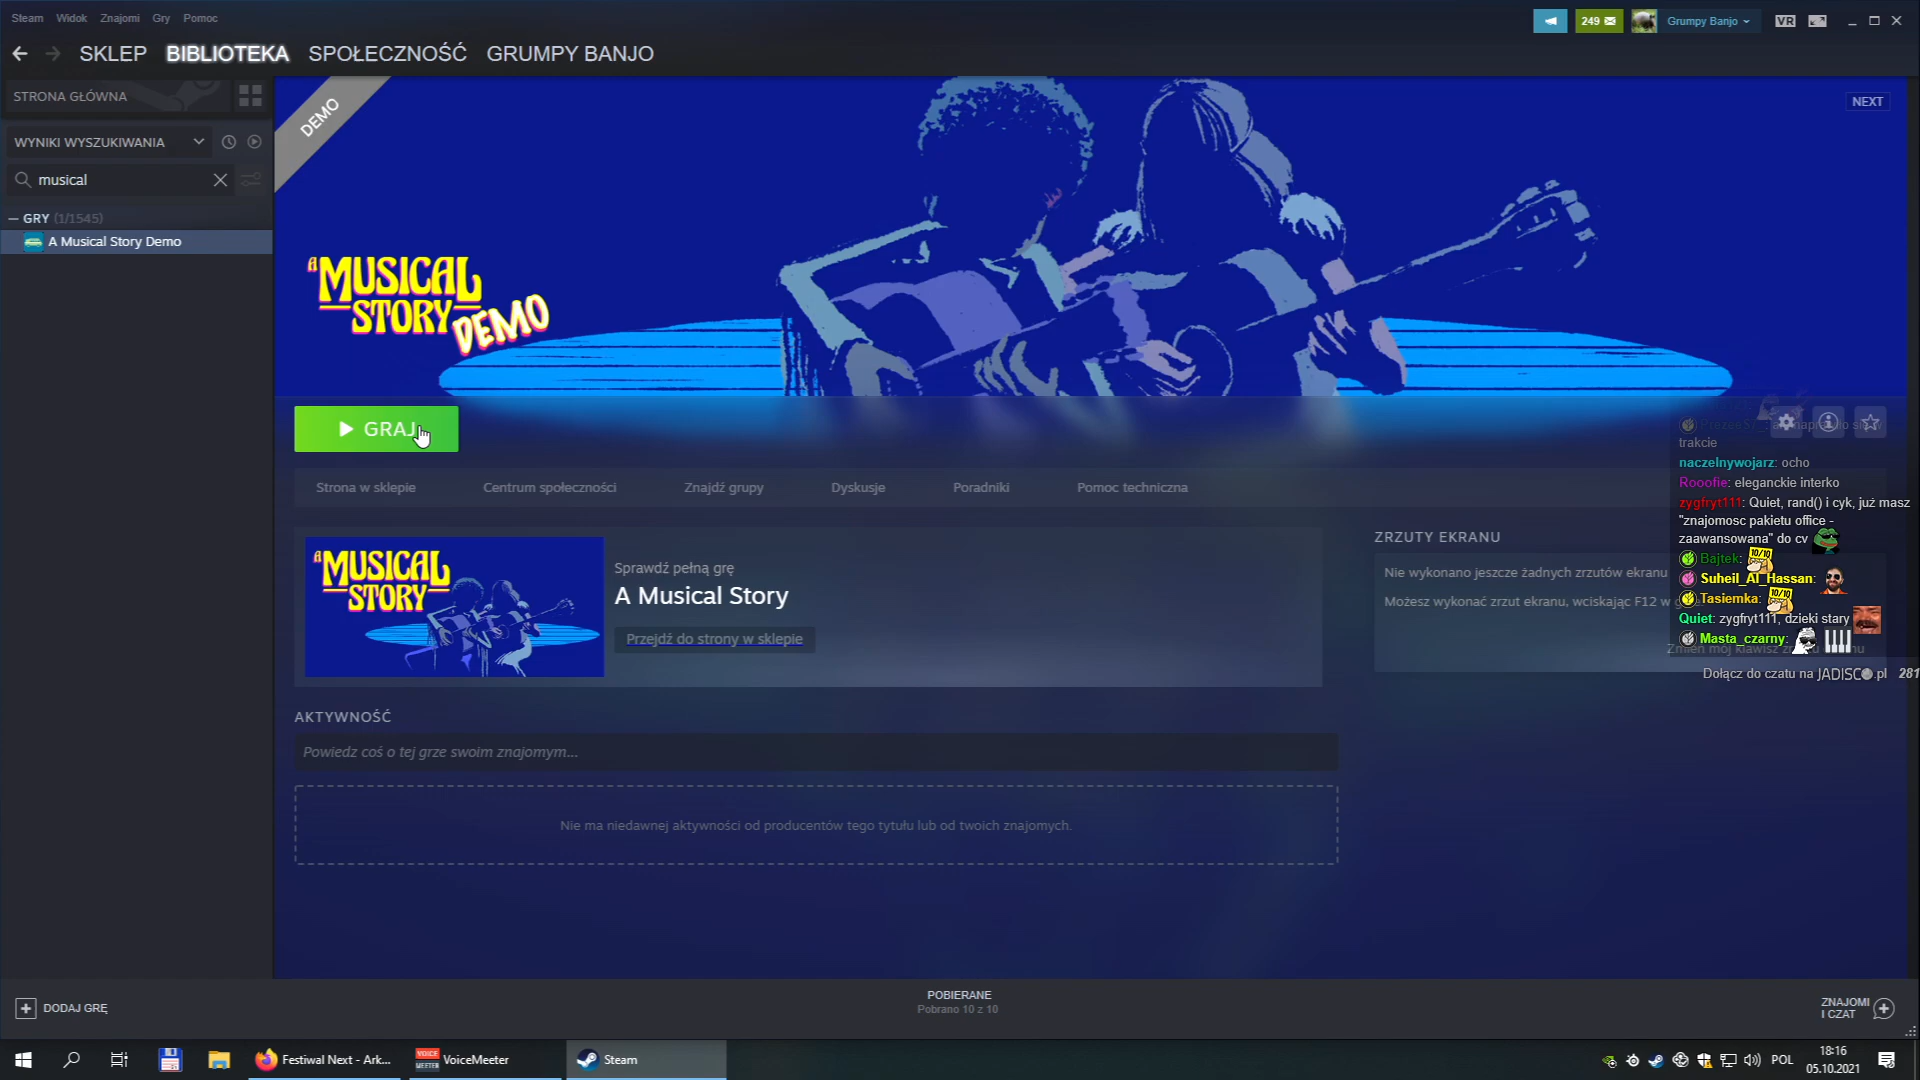 Steam Widok Znajomi Gry Pomoc
249
Grumpy Banjo
VR
SKLEP BIBLIOTEKA SPOŁECZNOŚĆ GRUMPY BANJO
STRONA GŁÓWNA
WYNIKI WYSZUKIWANIA
musical
GRY (1/1545)
A Musical Story Demo
DEMO
NEXT
A MUSICAL STORY DEMO
GRAJ
Strona w sklepie Centrum społeczności Znajdź grupy Dyskusje Poradniki Pomoc techniczna
A MUSICAL STORY
Sprawdź pełną grę
A Musical Story
Przejdź do strony w sklepie
ZRZUTY EKRANU
Nie wykonano jeszcze żadnych zrzutów ekranu
Możesz wykonać zrzut ekranu, wciskając F12 w
trakcie
naczelnywojarz: ocho
Rooofie: eleganckie interko
zygfryt111: Quiet, rand() i cyk, już masz
"znajomosc pakietu office -
zaawansowana" do cv
Bajtek: 10/10
Suheil_Al_Hassan:
Tasiemka: 10/10
Quiet: zygfryt111, dzieki stary
Masta_czarny:
Dołącz do czatu na JADISCO.pl 281
AKTYWNOŚĆ
Powiedz coś o tej grze swoim znajomym...
Nie ma niedawnej aktywności od producentów tego tytułu lub od twoich znajomych.
DODAJ GRĘ
POBIERANE
Pobrano 10 z 10
ZNAJOMI
I CZAT
Festiwal Next - Ark...
VOICE MEETER
VoiceMeeter
Steam
POL
18:16
05.10.2021